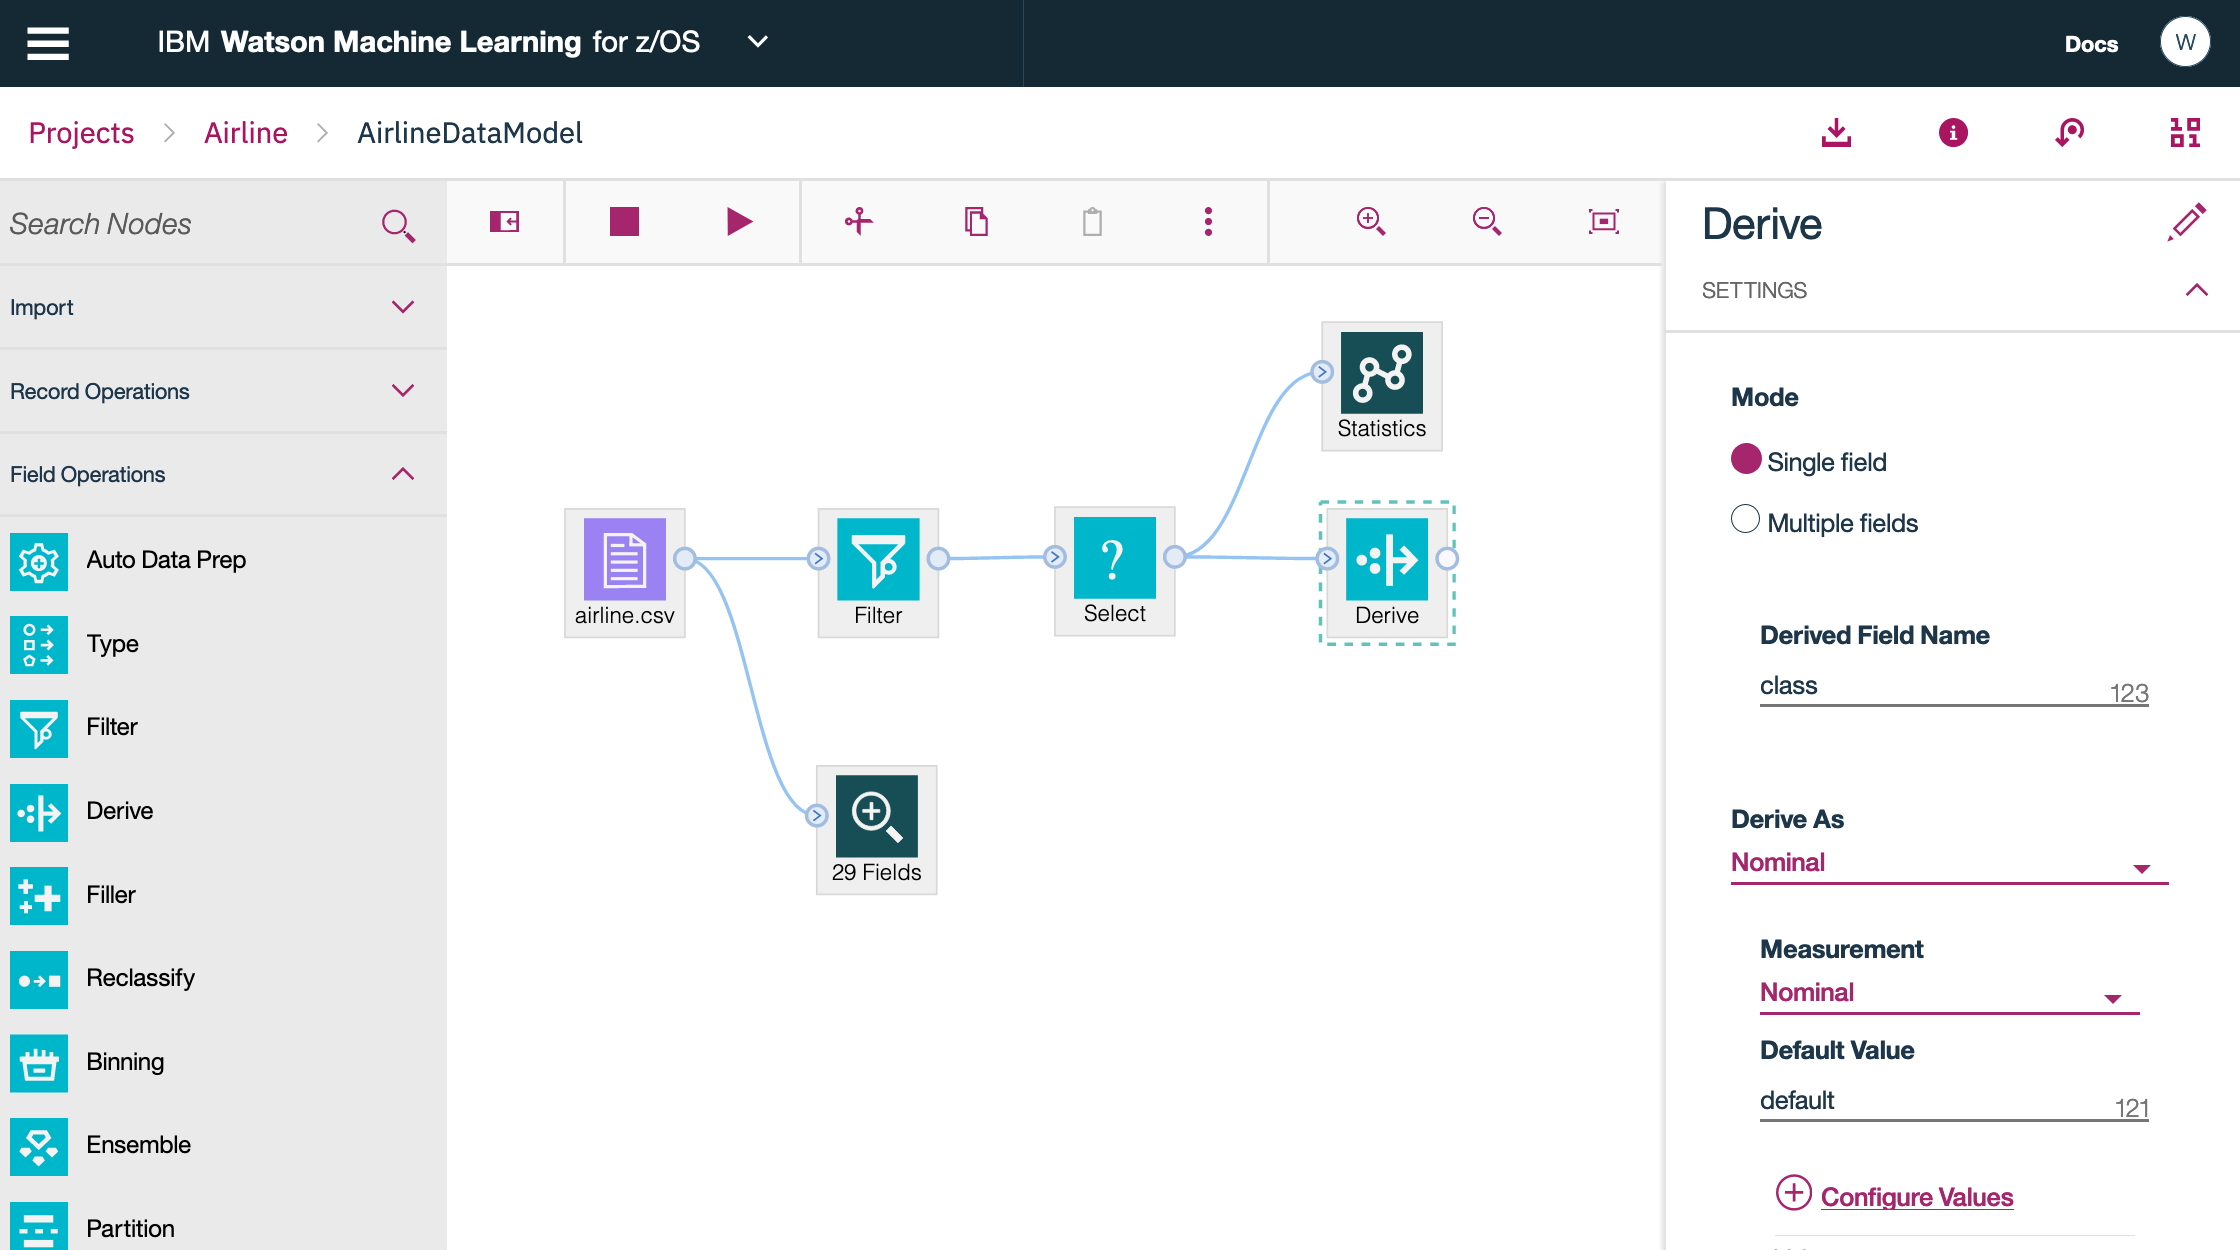 IBM Watson Machine Learning for z/OS
Docs
W
Projects > Airline > AirlineDataModel
Search Nodes
Import
Record Operations
Field Operations
Auto Data Prep
Type
Filter
Derive
Filler
Reclassify
Binning
Ensemble
Partition
Statistics
airline.csv
Filter
?
Select
Derive
29 Fields
Derive
SETTINGS
Mode
Single field
Multiple fields
Derived Field Name
class 123
Derive As
Nominal
Measurement
Nominal
Default Value
default 121
Configure Values